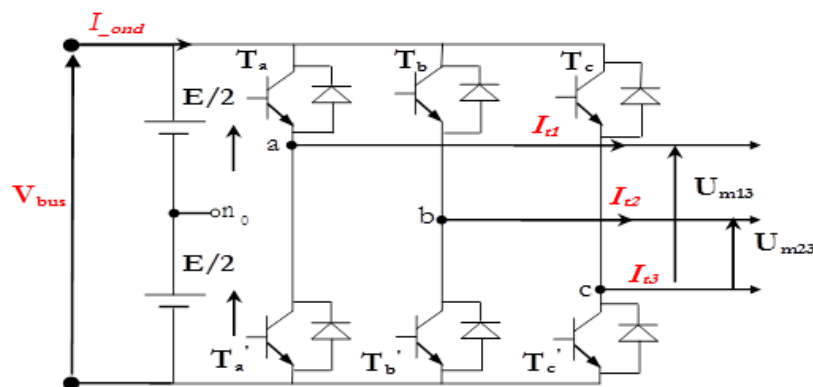 I_ond
Ta
Tb
Tc
E/2
It1
a
Vbus
Um13
on0
It2
b
Um23
E/2
It3
c
Ta'
Tb'
Tc'